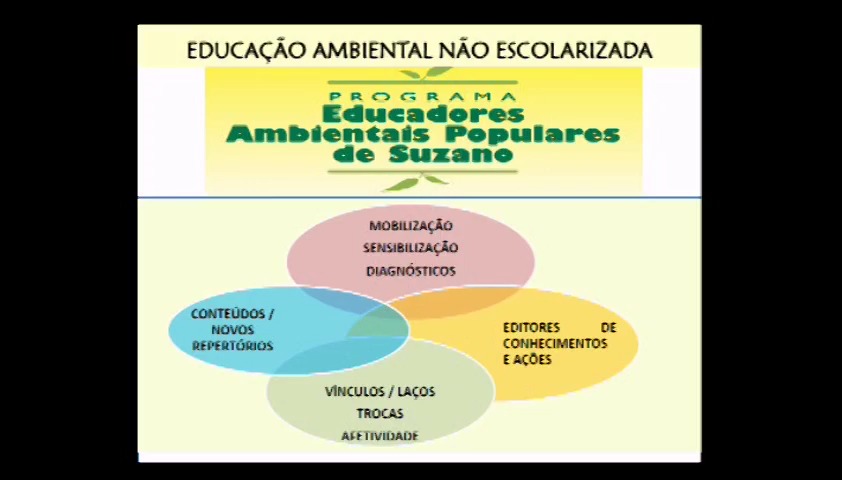 EDUCAÇÃO AMBIENTAL NÃO ESCOLARIZADA
PROGRAMA
Educadores
Ambientais Populares
de Suzano
MOBILIZAÇÃO
SENSIBILIZAÇÃO
DIAGNÓSTICOS
CONTEÚDOS /
NOVOS
REPERTÓRIOS
EDITORES DE
CONHECIMENTOS
E AÇÕES
VÍNCULOS / LAÇOS
TROCAS
AFETIVIDADE